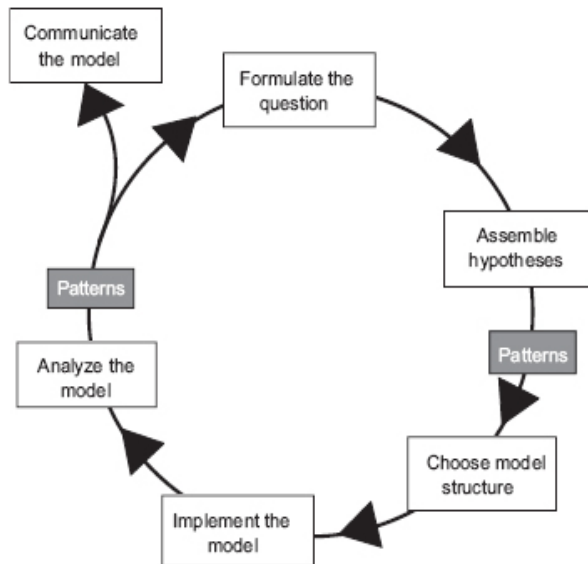 Communicate
the model
Formulate the
question
Assemble
hypotheses
Patterns
Choose model
structure
Implement the
model
Analyze the
model
Patterns